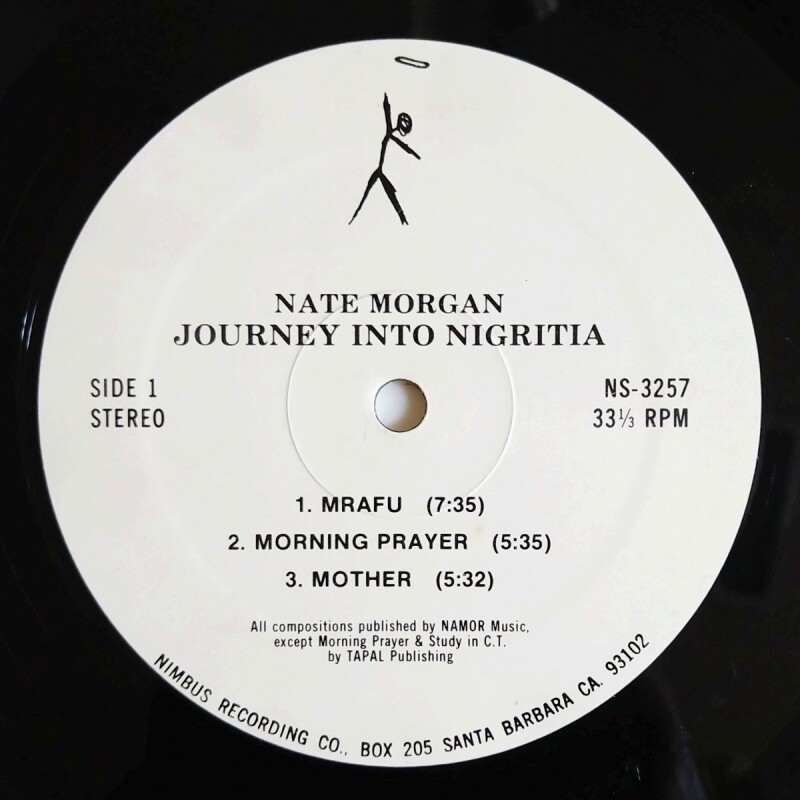 NATE MORGAN
JOURNEY INTO NIGRITIA
SIDE 1
STEREO
NS-3257
33⅓ RPM
1. MRAFU (7:35)
2. MORNING PRAYER (5:35)
3. MOTHER (5:32)
All compositions published by NAMOR Music,
except Morning Prayer & Study in C.T.
by TAPAL Publishing
NIMBUS RECORDING CO., BOX 205 SANTA BARBARA CA. 93102